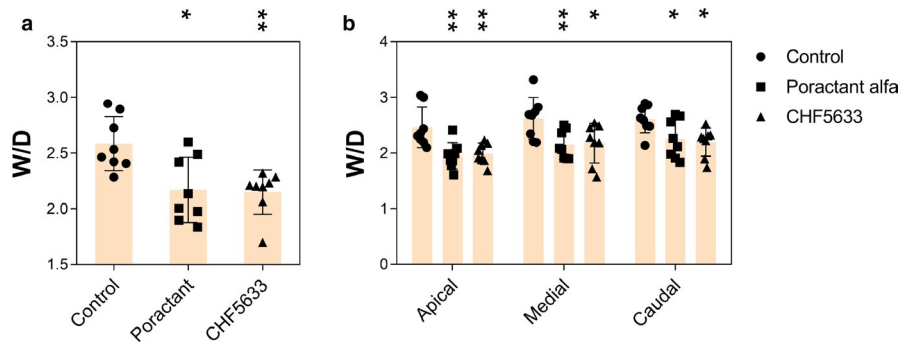 a
* **
3.5
3.0
2.5
2.0
1.5
W/D
Control
Poractant
CHF5633
b
** ** ** * * *
4
3
2
1
0
W/D
Apical
Medial
Caudal
Control
Poractant alfa
CHF5633